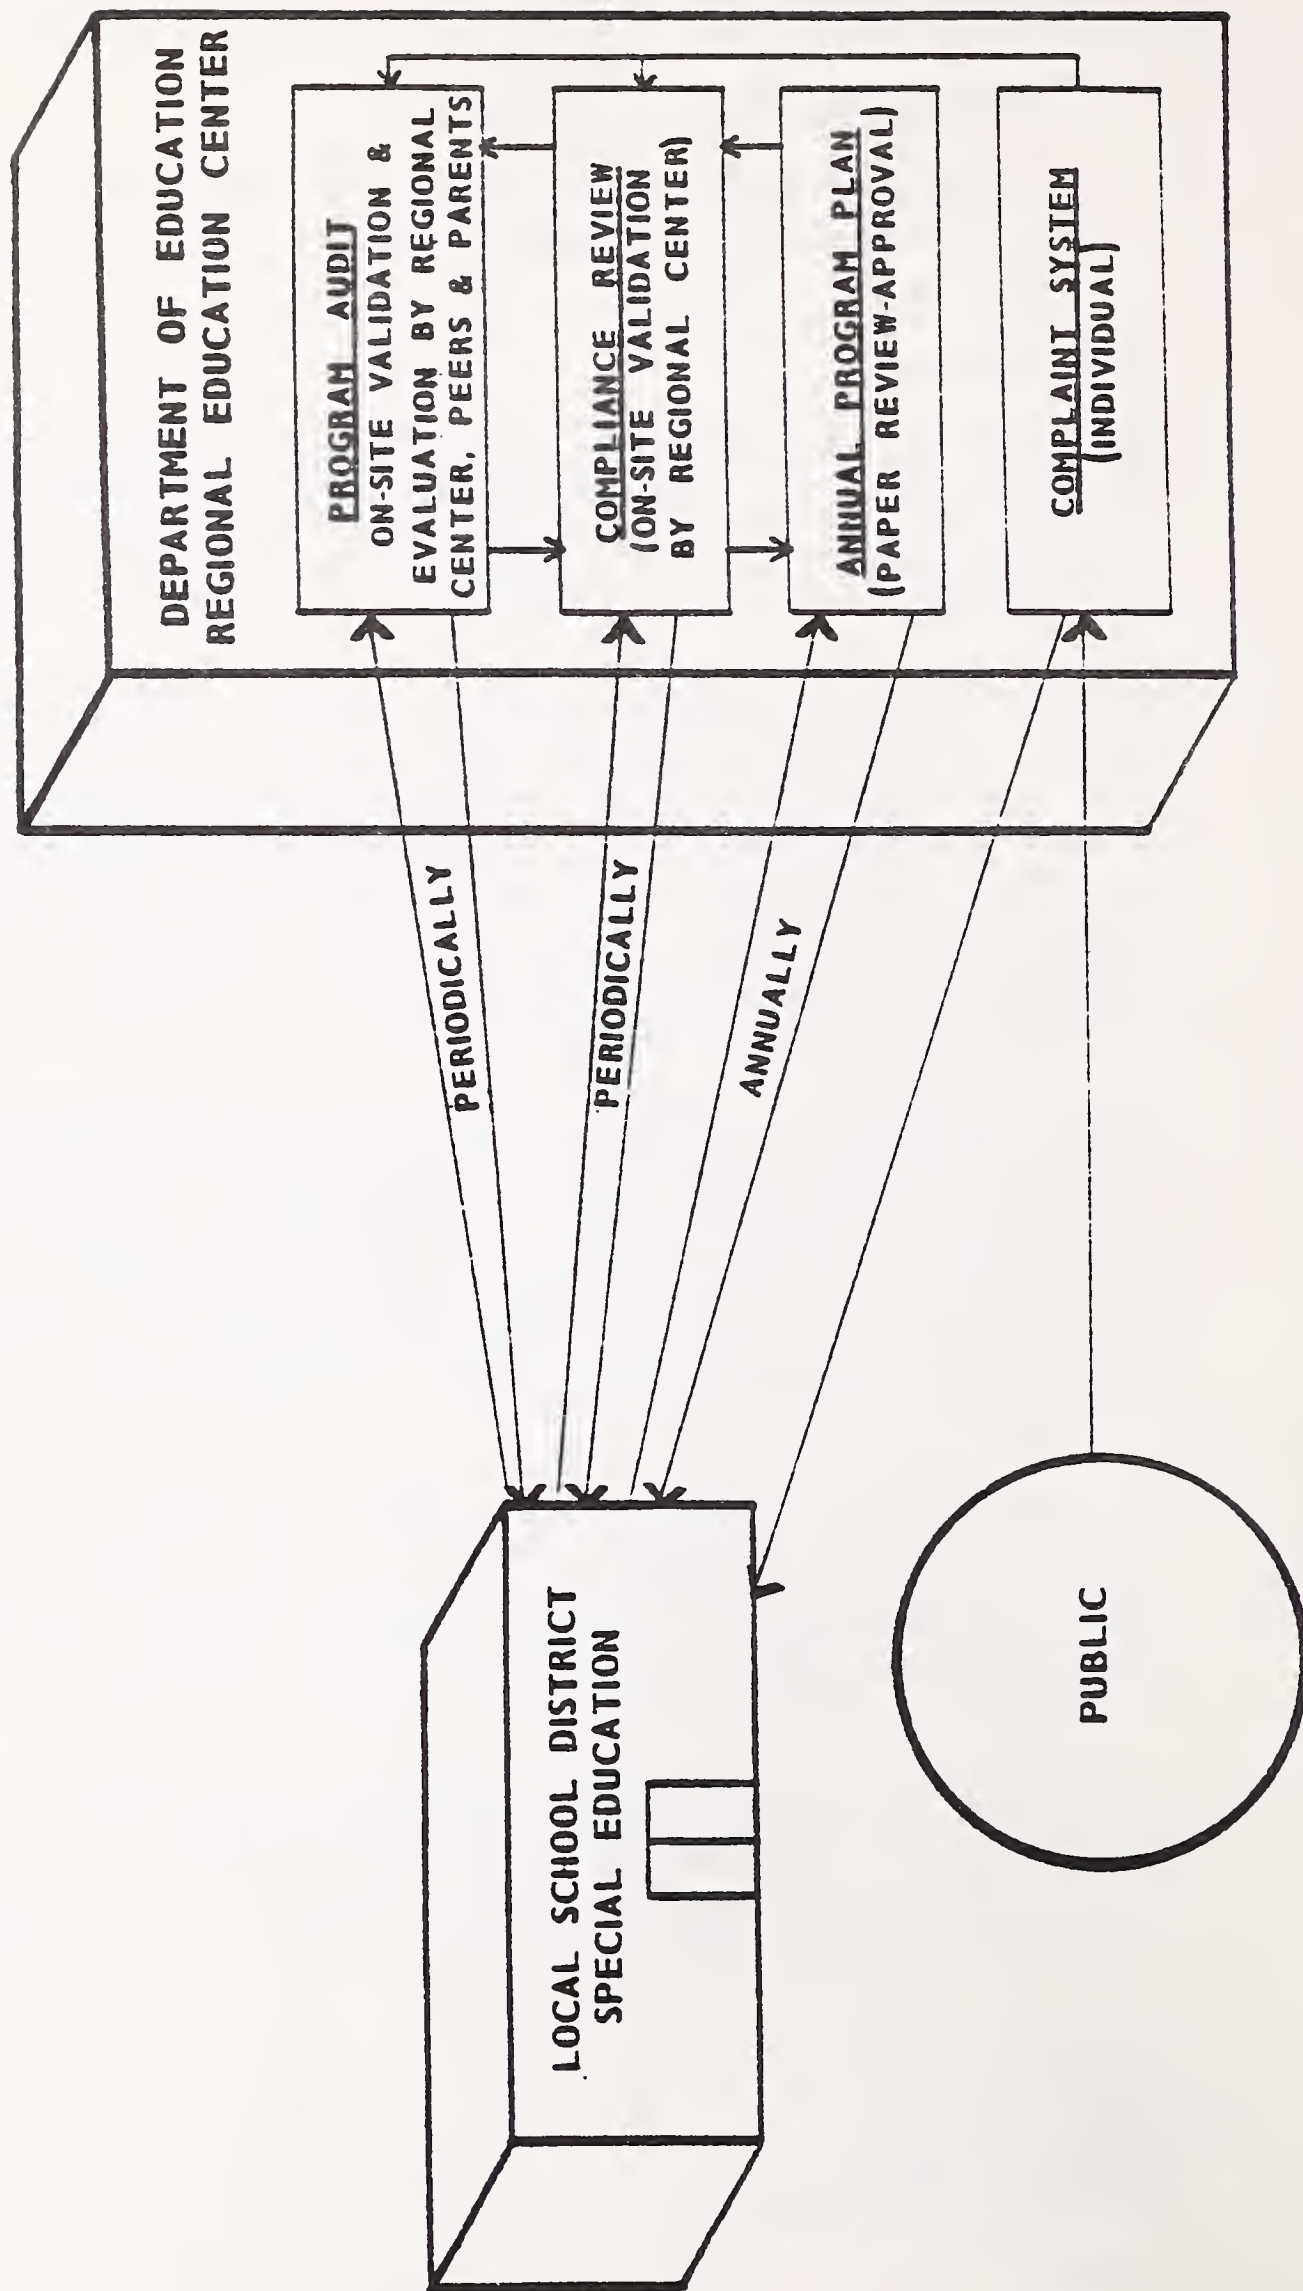 DEPARTMENT OF EDUCATION
REGIONAL EDUCATION CENTER
PROGRAM AUDIT
ON-SITE VALIDATION &
EVALUATION BY REGIONAL
CENTER, PEERS & PARENTS
COMPLIANCE REVIEW
(ON-SITE VALIDATION
BY REGIONAL CENTER)
ANNUAL PROGRAM PLAN
(PAPER REVIEW-APPROVAL)
COMPLAINT SYSTEM
(INDIVIDUAL)
PERIODICALLY
PERIODICALLY
ANNUALLY
LOCAL SCHOOL DISTRICT
SPECIAL EDUCATION
PUBLIC